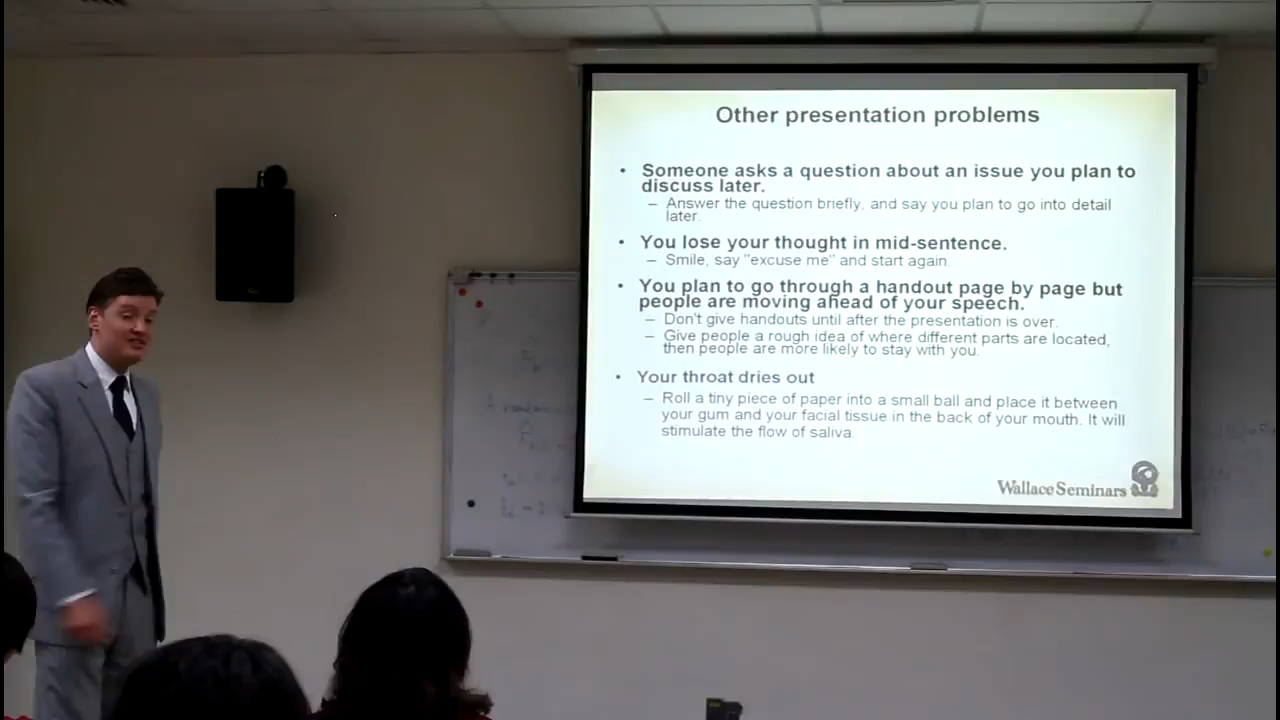 Other presentation problems
• Someone asks a question about an issue you plan to
discuss later.
– Answer the question briefly, and say you plan to go into detail
later.
• You lose your thought in mid-sentence.
– Smile, say "excuse me" and start again.
• You plan to go through a handout page by page but
people are moving ahead of your speech.
– Don't give handouts until after the presentation is over.
– Give people a rough idea of where different parts are located,
then people are more likely to stay with you.
• Your throat dries out
– Roll a tiny piece of paper into a small ball and place it between
your gum and your facial tissue in the back of your mouth. It will
stimulate the flow of saliva.
Wallace Seminars